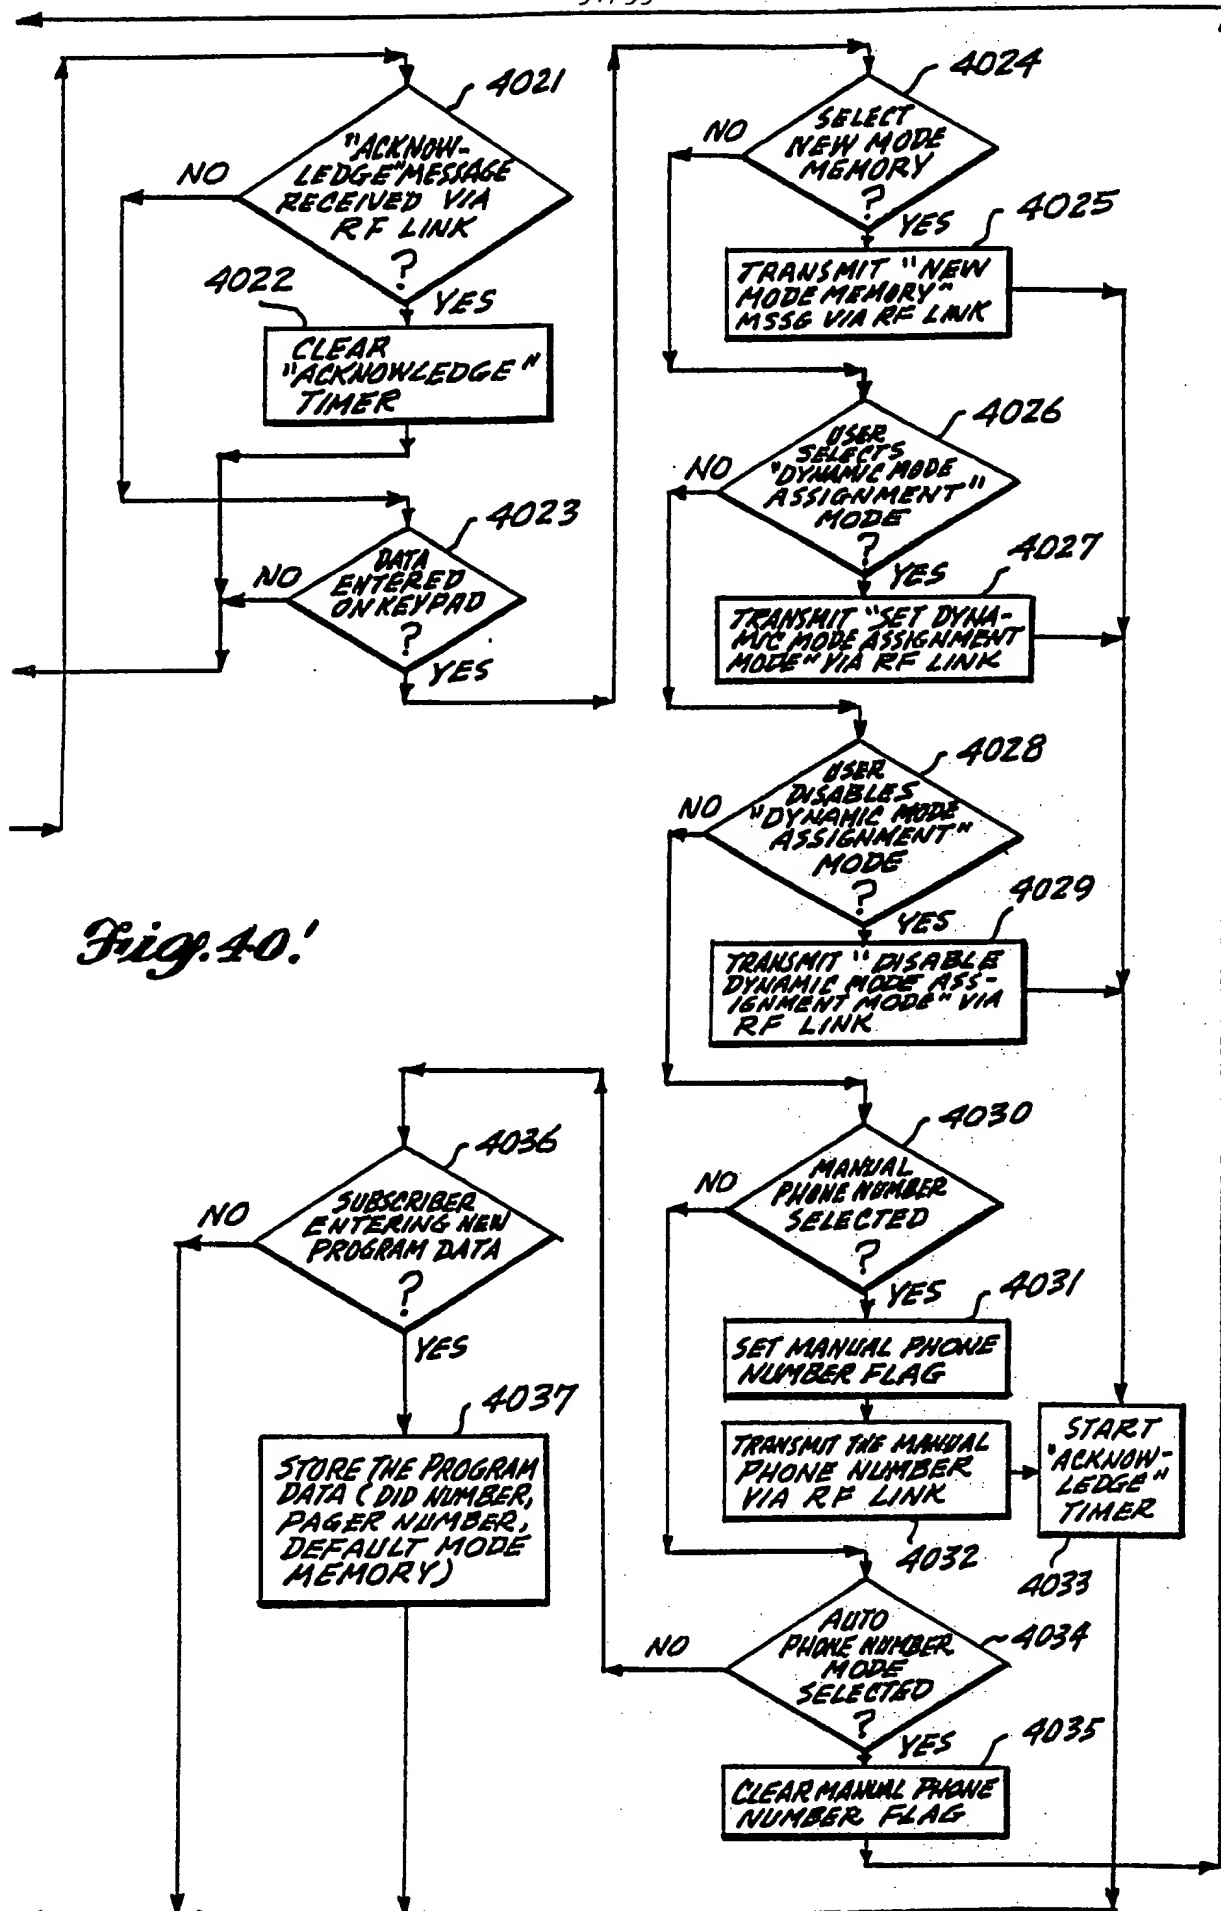 4021
"ACKNOW-
LEDGE" MESSAGE
RECEIVED VIA
RF LINK
?
NO
YES
4022
CLEAR
"ACKNOWLEDGE"
TIMER
4023
DATA
ENTERED
ON KEYPAD
?
NO
YES
4024
SELECT
NEW MODE
MEMORY
?
NO
YES
4025
TRANSMIT "NEW
MODE MEMORY"
MSSG VIA RF LINK
4026
USER
SELECTS
"DYNAMIC MODE
ASSIGNMENT"
MODE
?
NO
YES
4027
TRANSMIT "SET DYNA-
MIC MODE ASSIGNMENT
MODE" VIA RF LINK
4028
USER
DISABLES
"DYNAMIC MODE
ASSIGNMENT"
MODE
?
NO
YES
4029
TRANSMIT "DISABLE
DYNAMIC MODE ASS-
IGNMENT MODE" VIA
RF LINK
Fig. 40!
4030
MANUAL
PHONE NUMBER
SELECTED
?
NO
YES
4031
SET MANUAL PHONE
NUMBER FLAG
TRANSMIT THE MANUAL
PHONE NUMBER
VIA RF LINK
4032
START
"ACKNOW-
LEDGE"
TIMER
4033
AUTO
PHONE NUMBER
MODE
SELECTED
?
4034
NO
YES
4035
CLEAR MANUAL PHONE
NUMBER FLAG
4036
SUBSCRIBER
ENTERING NEW
PROGRAM DATA
?
NO
YES
4037
STORE THE PROGRAM
DATA (DID NUMBER,
PAGER NUMBER,
DEFAULT MODE
MEMORY)